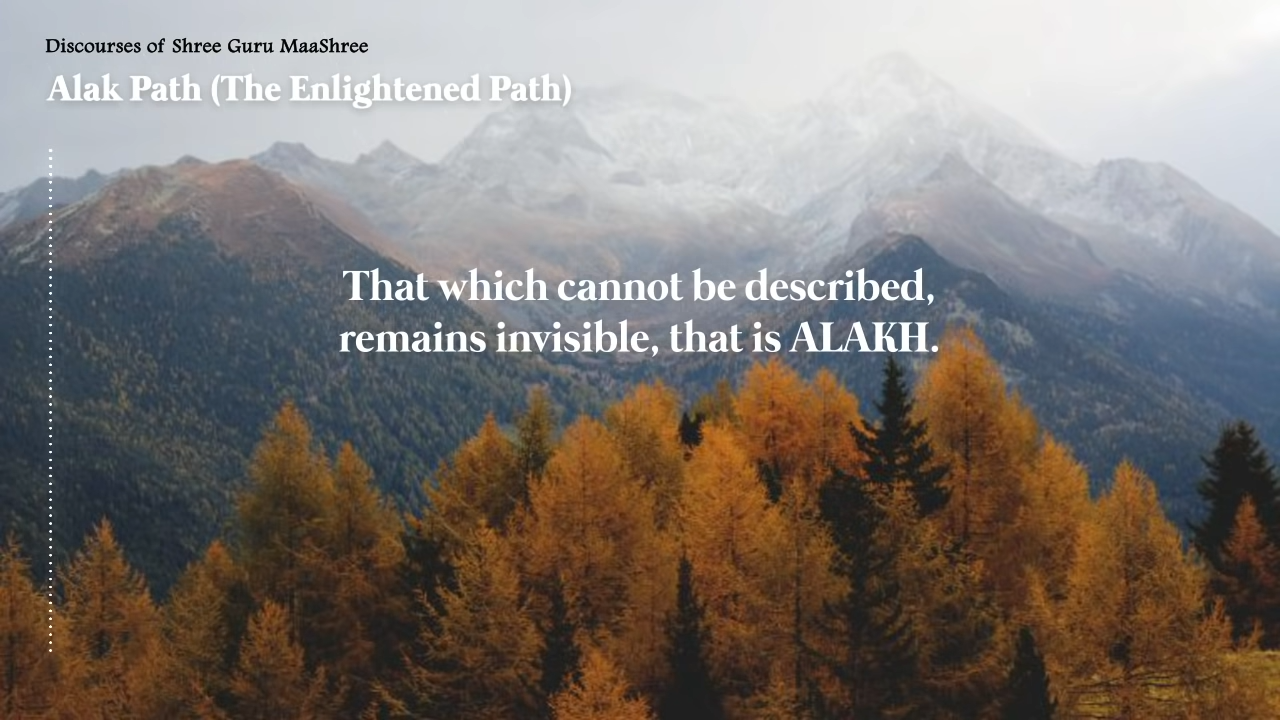 Discourses of Shree Guru MaaShree
Alak Path (The Enlightened Path)
That which cannot be described,
remains invisible, that is ALAKH.